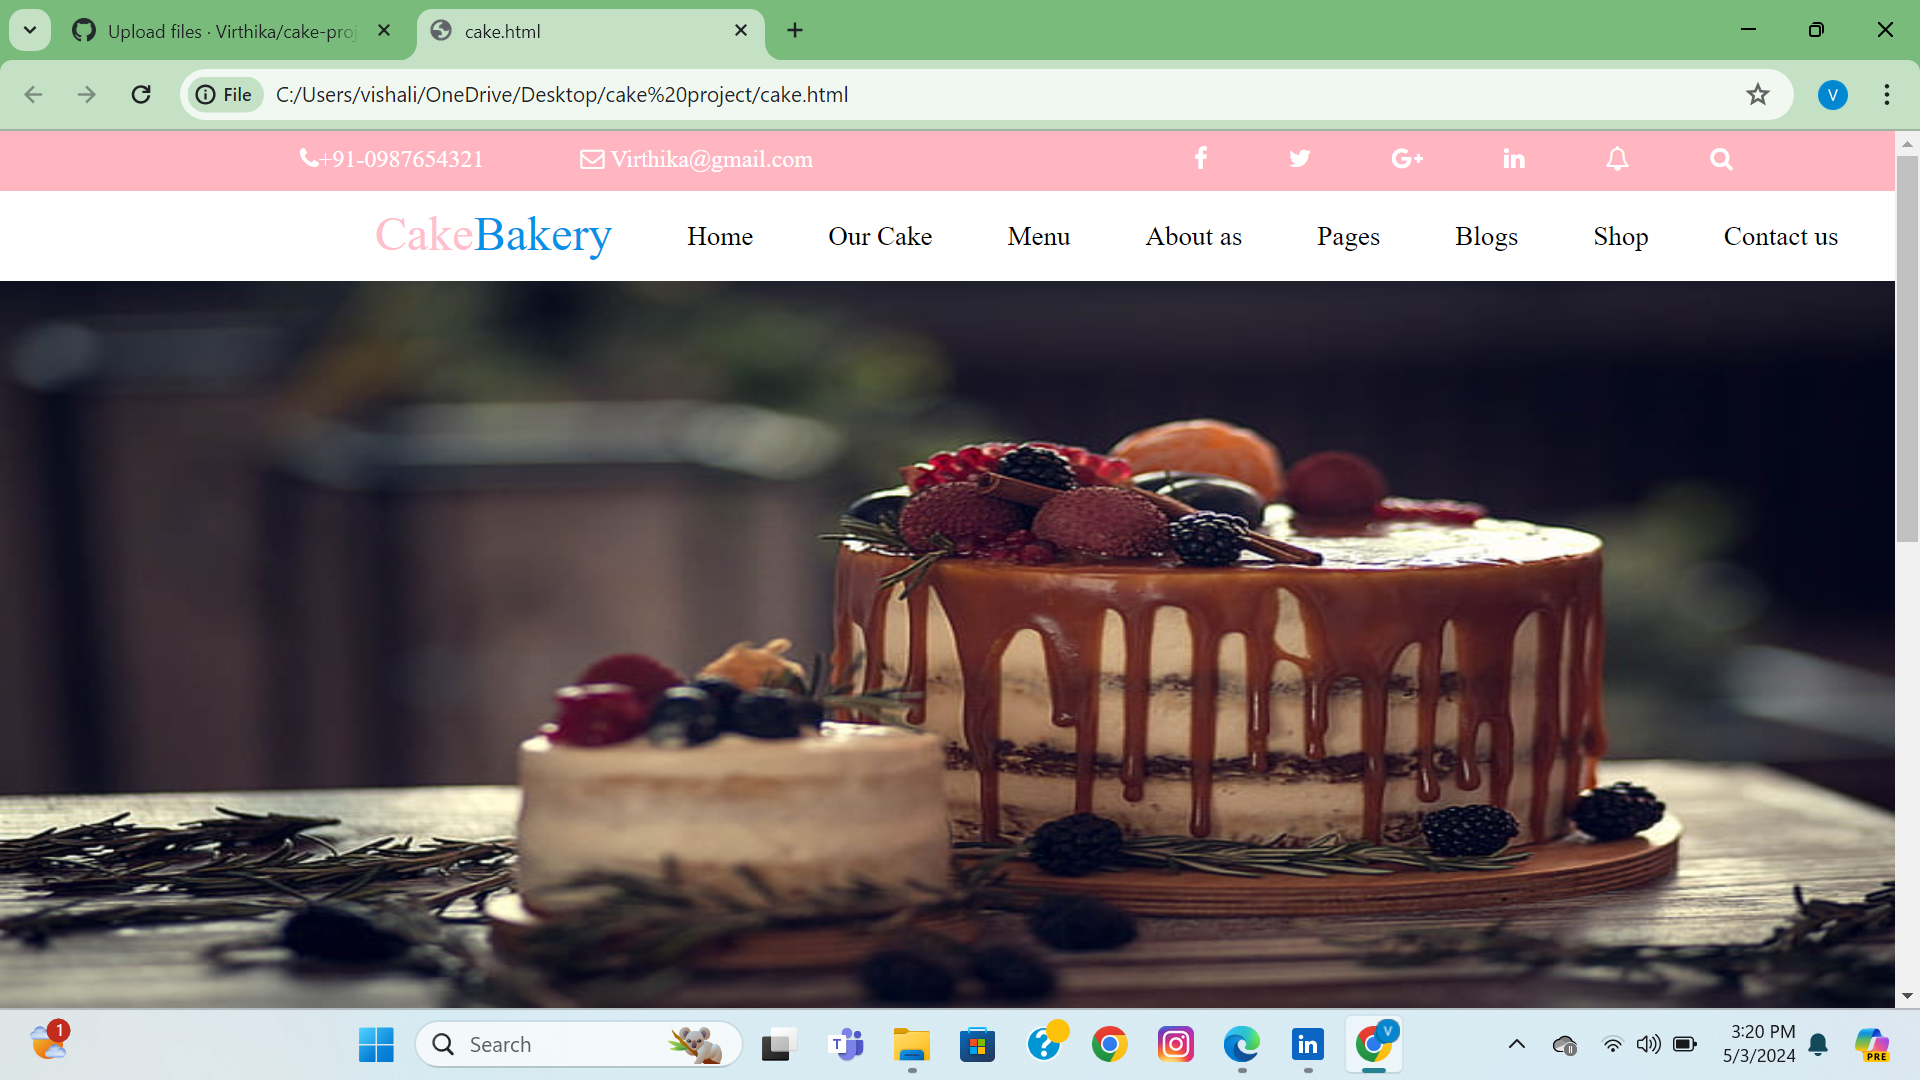 Upload files · Virthika/cake-proj
cake.html
File
C:/Users/vishali/OneDrive/Desktop/cake%20project/cake.html
V
+91-0987654321
Virthika@gmail.com
CakeBakery
Home
Our Cake
Menu
About as
Pages
Blogs
Shop
Contact us
1
Search
T
in
V
3:20 PM
5/3/2024
PRE